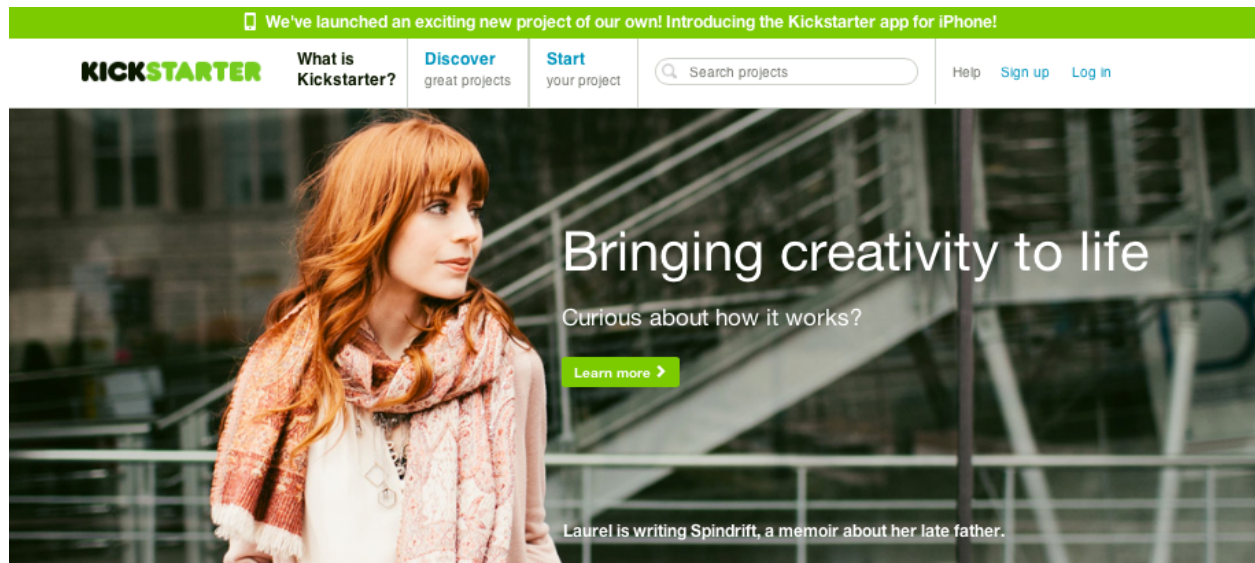 We've launched an exciting new project of our own! Introducing the Kickstarter app for iPhone!
KICKSTARTER
What is
Kickstarter?
Discover
great projects
Start
your project
Search projects
Help
Sign up
Log in
Bringing creativity to life
Curious about how it works?
Learn more
Laurel is writing Spindrift, a memoir about her late father.